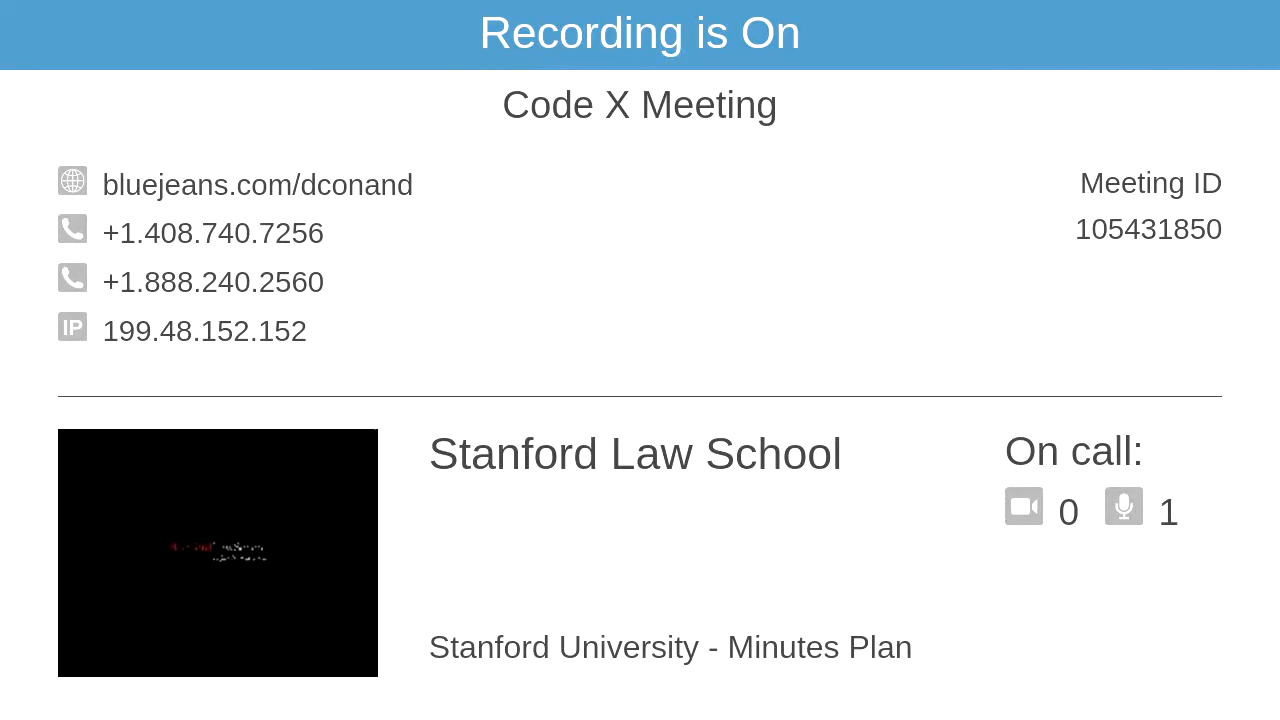 Recording is On
Code X Meeting
bluejeans.com/dconand
+1.408.740.7256
+1.888.240.2560
IP 199.48.152.152
Meeting ID
105431850
Stanford Law School
On call:
0 1
Stanford University - Minutes Plan